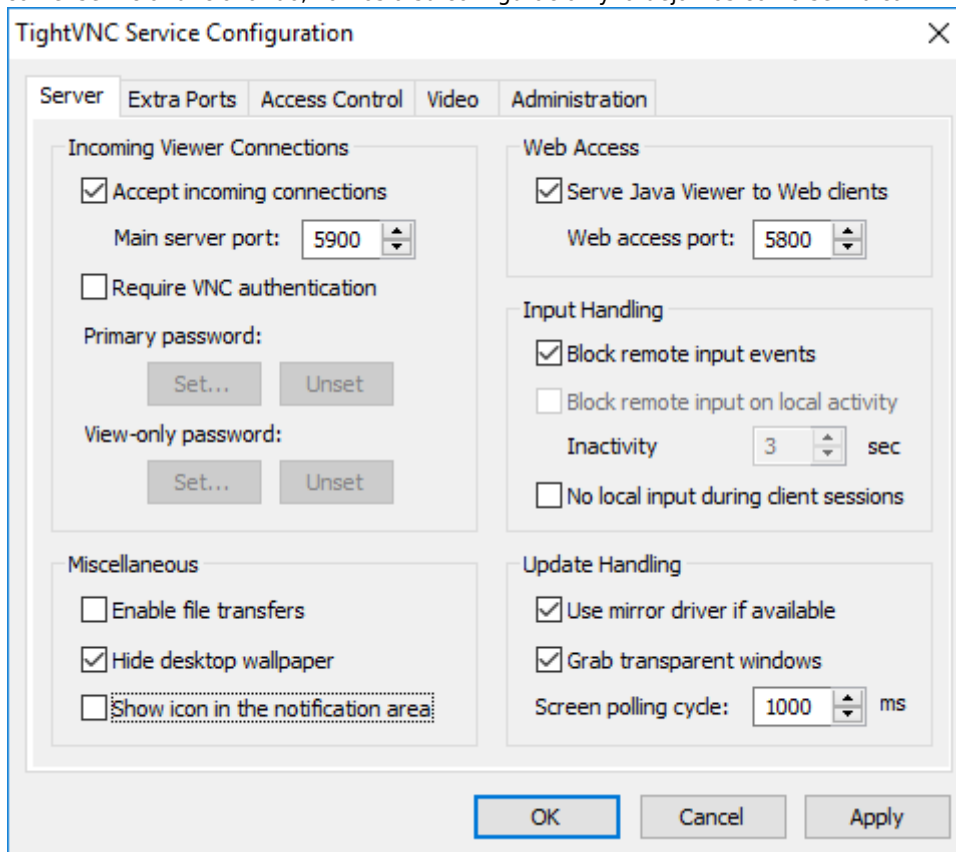 TightVNC Service Configuration
Server Extra Ports Access Control Video Administration
Incoming Viewer Connections
Accept incoming connections
Main server port: 5900
Require VNC authentication
Primary password:
Set... Unset
View-only password:
Set... Unset
Web Access
Serve Java Viewer to Web clients
Web access port: 5800
Input Handling
Block remote input events
Block remote input on local activity
Inactivity 3 sec
No local input during client sessions
Miscellaneous
Enable file transfers
Hide desktop wallpaper
Show icon in the notification area
Update Handling
Use mirror driver if available
Grab transparent windows
Screen polling cycle: 1000 ms
OK Cancel Apply